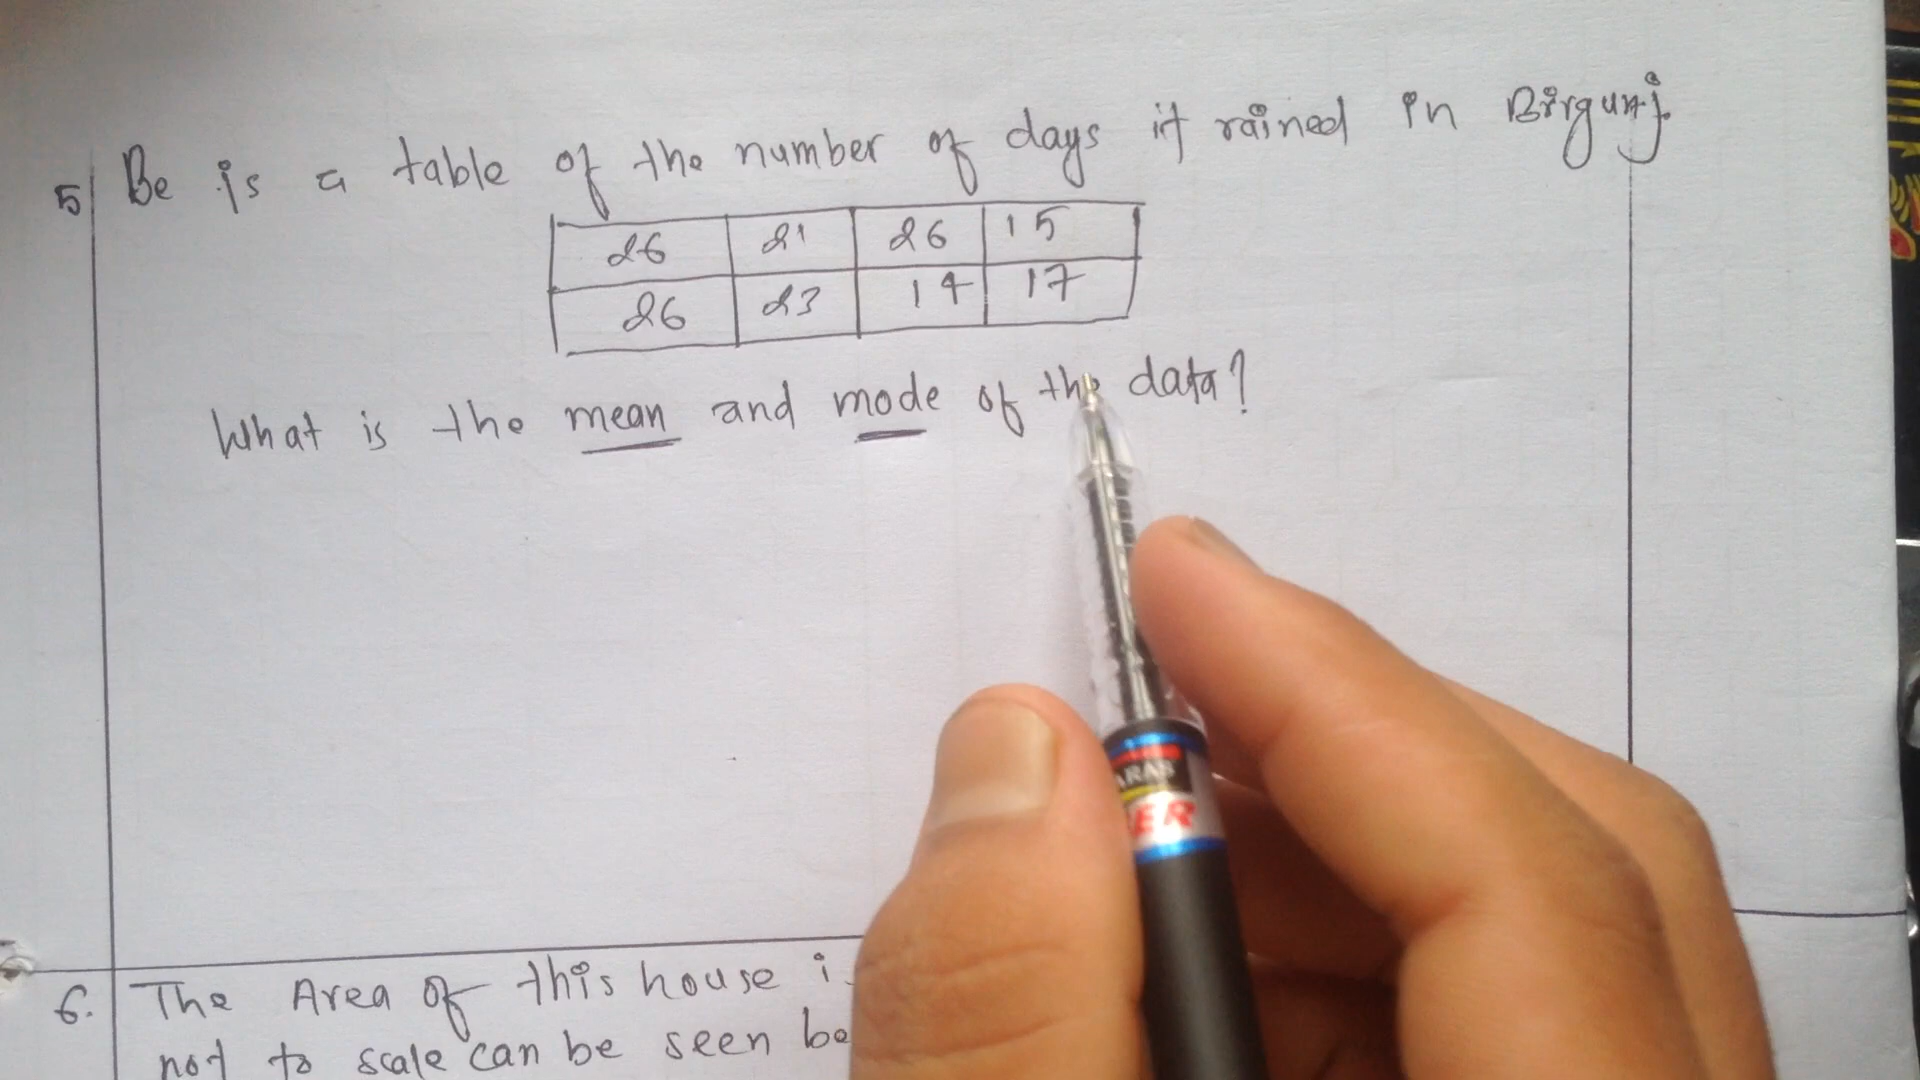 5 Be is a table of the number of days it rained in Birgunj.
26 21 26 15
26 23 14 17
What is the mean and mode of the data?
6. The Area of this house i
not to scale can be seen be
ARAS
ER